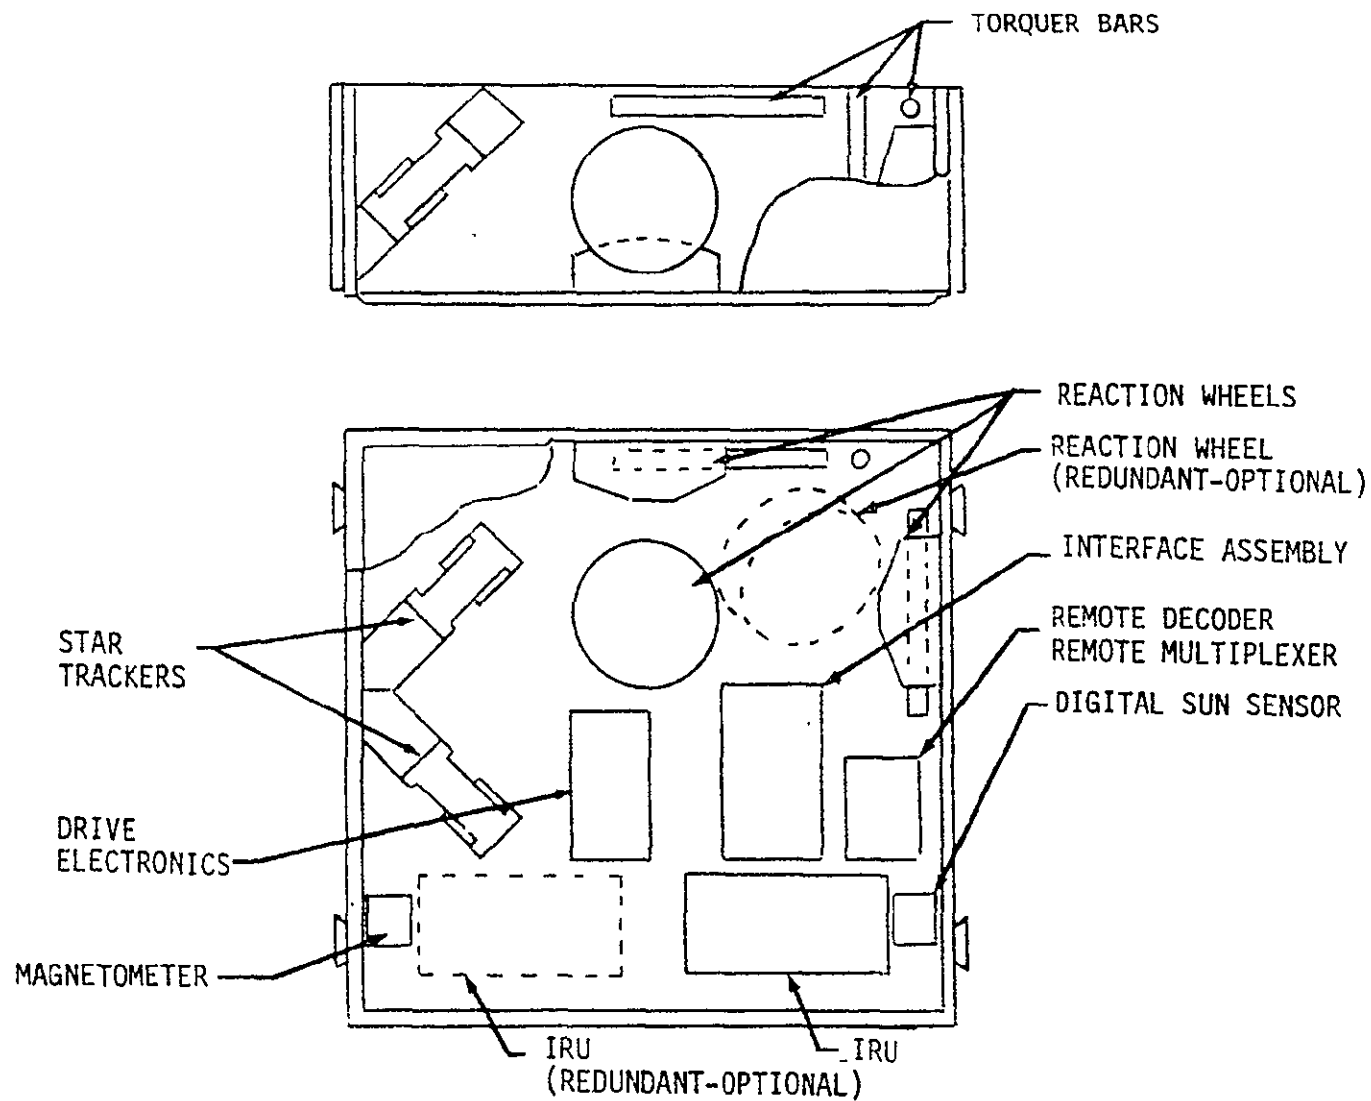 TORQUER BARS
REACTION WHEELS
REACTION WHEEL
(REDUNDANT-OPTIONAL)
INTERFACE ASSEMBLY
REMOTE DECODER
REMOTE MULTIPLEXER
DIGITAL SUN SENSOR
STAR
TRACKERS
DRIVE
ELECTRONICS
MAGNETOMETER
IRU
(REDUNDANT-OPTIONAL)
IRU